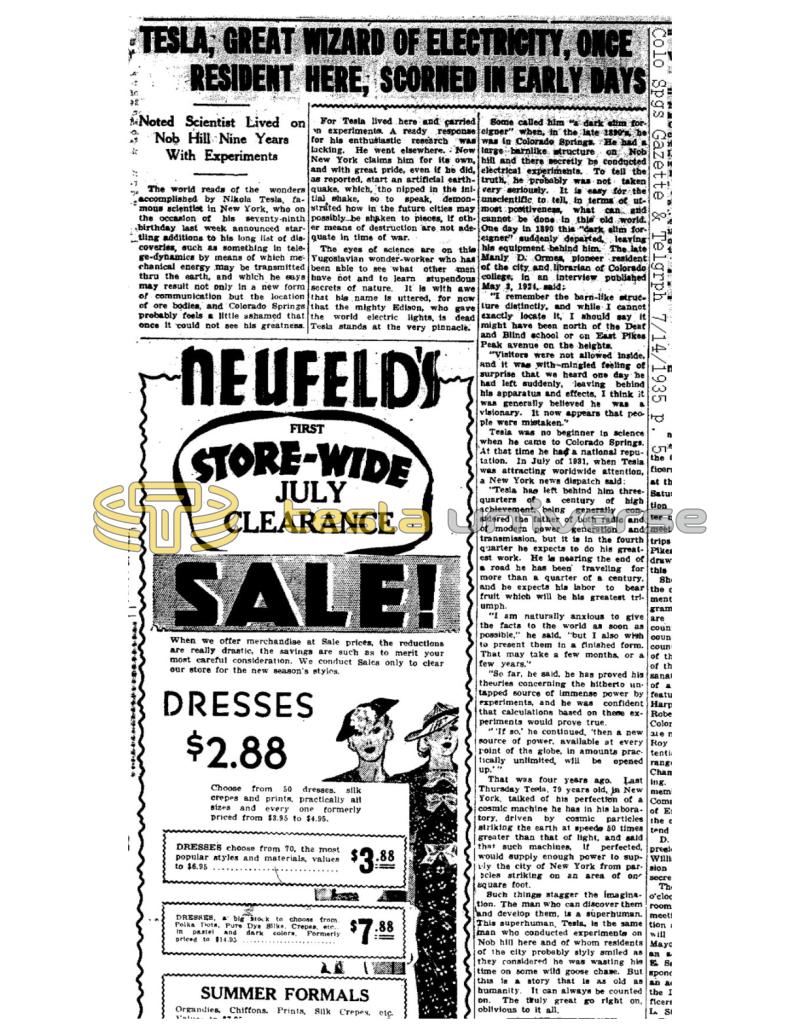 TESLA, GREAT WIZARD OF ELECTRICITY, ONCE
RESIDENT HERE, SCORNED IN EARLY DAYS
Noted Scientist Lived on
Nob Hill Nine Years
With Experiments
The world reads of the wonders
accomplished by Nikola Tesla, fa-
mous scientist in New York, who on
the occasion of his seventy-ninth
birthday last week announced star-
tling additions to his long list of dis-
coveries, such as something in tele-
ge-dynamics by means of which me-
chanical energy may be transmitted
thru the earth, and which he says
may result not only in a new form
of communication but the location
of ore bodies, and Colorado Springs
probably feels a little ashamed that
once it could not see his greatness.
For Tesla lived here and carried
on experiments. A ready response
for his enthusiastic research was
lacking. He went elsewhere. Now
New York claims him for its own,
and with great pride, even if he did,
as reported, start an artificial earth-
quake, which, tho nipped in the ini-
tial shake, so to speak, demon-
strated how in the future cities may
possibly be shaken to pieces, if oth-
er means of destruction are not ade-
quate in time of war.
The eyes of science are on this
Yugoslavian wonder-worker who has
been able to see what other men
have not and to learn stupendous
secrets of nature. It is with awe
that his name is uttered, for now
that the mighty Edison, who gave
the world electric lights, is dead
Tesla stands at the very pinnacle.
Some called him "a dark slim for-
eigner" when, in the late 1890's, he
was in Colorado Springs. He had a
large barnlike structure on Nob
hill and there secretly be conducted
electrical experiments. To tell the
truth, he probably was not taken
very seriously. It is easy for the
unscientific to tell, in terms of ut-
most positiveness, what can and
cannot be done in this old world.
One day in 1890 this "dark slim for-
eigner" suddenly departed, leaving
his equipment behind him. The late
Manly D. Ormes, pioneer resident
of the city and librarian of Colorado
college, in an interview published
May 2, 1924, said:
"I remember the barn-like struc-
ture distinctly, and while I cannot
exactly locate it, I should say it
might have been north of the Deaf
and Blind school or on East Pikes
Peak avenue on the heights.
"Visitors were not allowed inside,
and it was with mingled feeling of
surprise that we heard one day he
had left suddenly, leaving behind
his apparatus and effects, I think it
was generally believed he was a
visionary. It now appears that peo-
ple were mistaken."
Tesla was no beginner in science
when he came to Colorado Springs.
At that time he had a national repu-
tation. In July of 1931, when Tesla
was attracting worldwide attention,
a New York news dispatch said:
"Tesla has left behind him three-
quarters of a century of high
achievement, being generally con-
sidered the father of both radio and
of modern power generation and
transmission, but it is in the fourth
quarter he expects to do his great-
est work. He is nearing the end of
a road he has been traveling for
more than a quarter of a century,
and he expects his labor to bear
fruit which will be his greatest tri-
umph.
"I am naturally anxious to give
the facts to the world as soon as
possible," he said, "but I also wish
to present them in a finished form.
That may take a few months, or a
few years."
"So far, he said, he has proved his
theories concerning the hitherto un-
tapped source of immense power by
experiments, and he was confident
that calculations based on these ex-
periments would prove true.
"'If so,' he continued, 'then a new
source of power, available at every
point of the globe, in amounts prac-
tically unlimited, will be opened
up.'"
That was four years ago. Last
Thursday Tesla, 79 years old, in New
York, talked of his perfection of a
cosmic machine he has in his labora-
tory, driven by cosmic particles
striking the earth at speeds 50 times
greater than that of light, and said
that such machines, if perfected,
would supply enough power to sup-
ply the city of New York from par-
ticles striking on an area of one
square foot.
Such things stagger the imagina-
tion. The man who can discover them
and develop them, is a superhuman.
This superhuman, Tesla, is the same
man who conducted experiments on
Nob hill here and of whom residents
of the city probably slyly smiled as
they considered he was wasting his
time on some wild goose chase. But
this is a story that is as old as
humanity. It can always be counted
on. The truly great go right on,
oblivious to it all.
Colo Spgs Gazette & Telgrph 7/14/1935 p. 5
NEUFELD'S
FIRST
STORE-WIDE
JULY
CLEARANCE
SALE!
When we offer merchandise at Sale prices, the reductions
are really drastic, the savings are such as to merit your
most careful consideration. We conduct Sales only to clear
our store for the new season's styles.
DRESSES
$2.88
Choose from 50 dresses, silk
crepes and prints, practically all
sizes and every one formerly
priced from $3.95 to $4.95.
DRESSES choose from 70, the most
popular styles and materials, values
to $6.95
$3.88
DRESSES, a big stock to choose from.
Polka Dots, Pure Dye Silks, Crepes, etc.,
in pastel and dark colors. Formerly
priced to $14.95
$7.88
SUMMER FORMALS
Organdies, Chiffons, Prints, Silk Crepes, etc.
tesla universe